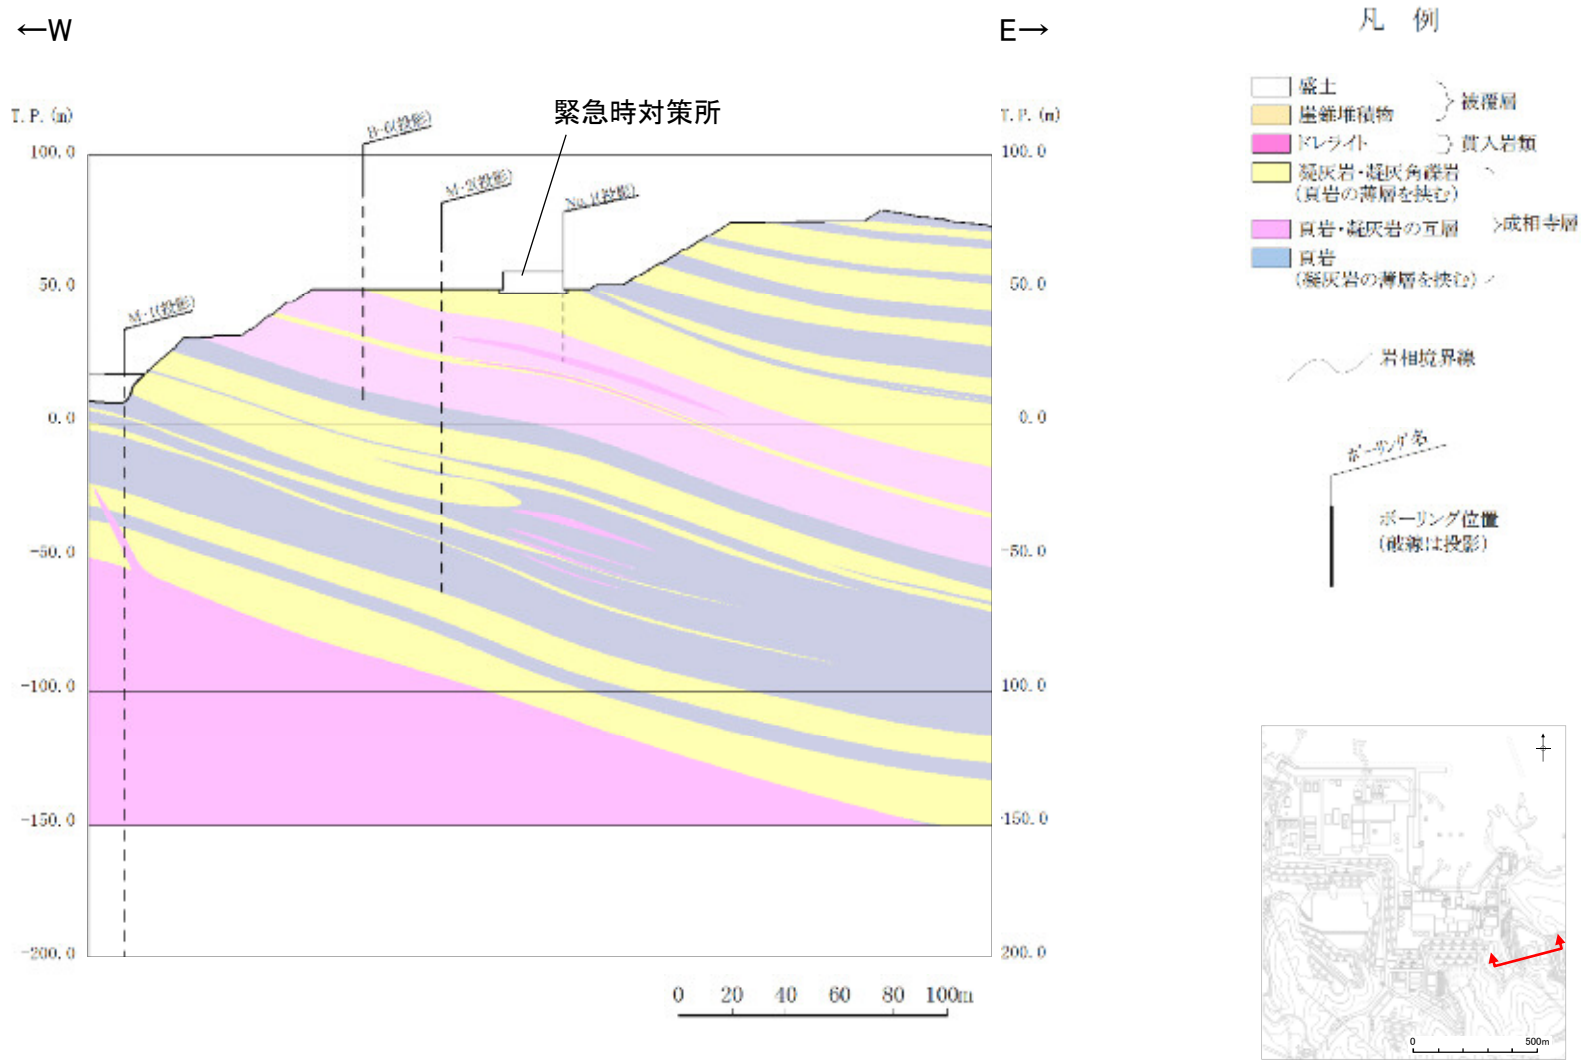 ←W
E→
凡 例
緊急時対策所
T.P.(m)
T.P.(m)
B-6(投影)
M-2(投影)
No.1(投影)
M-1(投影)
100.0
50.0
0.0
-50.0
-100.0
-150.0
-200.0
100.0
50.0
0.0
-50.0
100.0
-150.0
200.0
0 20 40 60 80 100m
盛土
崖錐堆積物
被覆層
ドレライト
貫入岩類
凝灰岩・凝灰角礫岩
(頁岩の薄層を挟む)
頁岩・凝灰岩の互層
成相寺層
頁岩
(凝灰岩の薄層を挟む)
岩相境界線
ボーリング名
ボーリング位置
(破線は投影)
0 500m